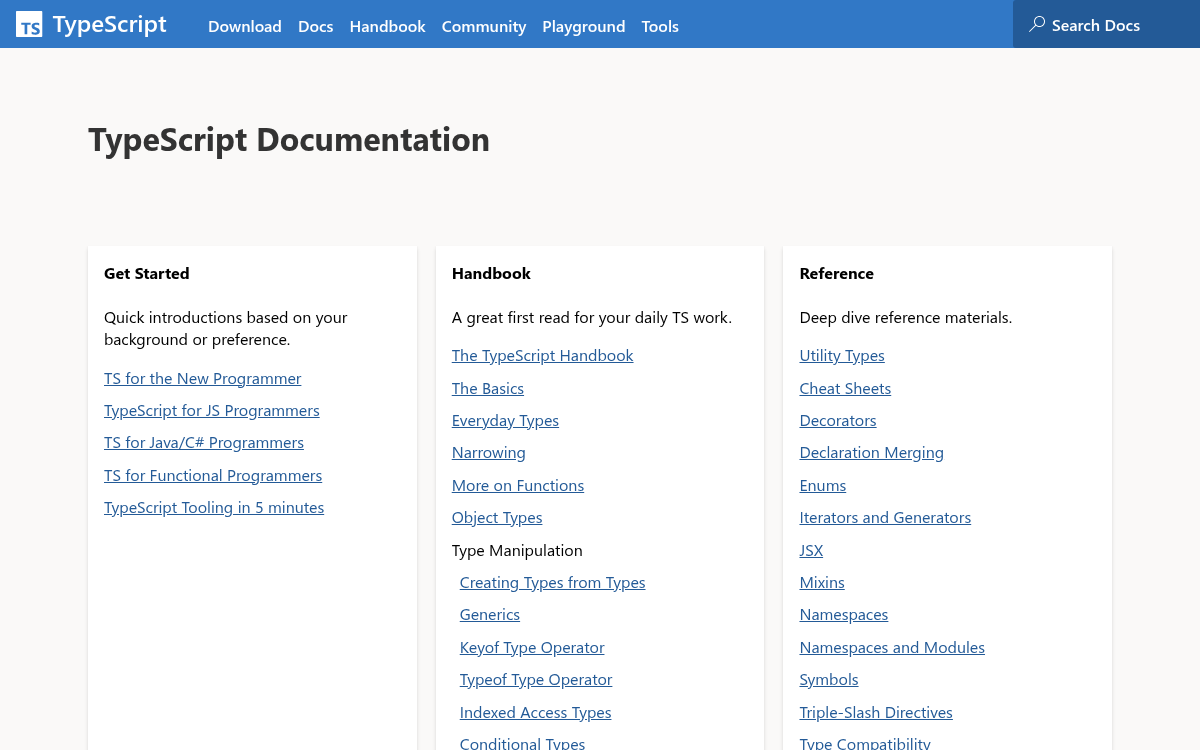 TS TypeScript Download Docs Handbook Community Playground Tools Search Docs
TypeScript Documentation
Get Started
Quick introductions based on your
background or preference.
TS for the New Programmer
TypeScript for JS Programmers
TS for Java/C# Programmers
TS for Functional Programmers
TypeScript Tooling in 5 minutes
Handbook
A great first read for your daily TS work.
The TypeScript Handbook
The Basics
Everyday Types
Narrowing
More on Functions
Object Types
Type Manipulation
Creating Types from Types
Generics
Keyof Type Operator
Typeof Type Operator
Indexed Access Types
Conditional Types
Reference
Deep dive reference materials.
Utility Types
Cheat Sheets
Decorators
Declaration Merging
Enums
Iterators and Generators
JSX
Mixins
Namespaces
Namespaces and Modules
Symbols
Triple-Slash Directives
Type Compatibility